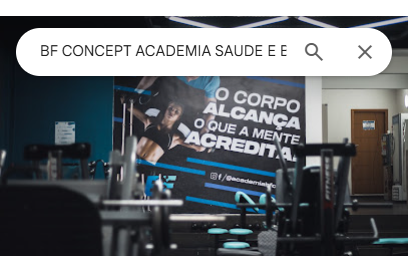 BF CONCEPT ACADEMIA SAUDE E E
O CORPO
ALCANÇA
O QUE A MENTE
ACREDITA.